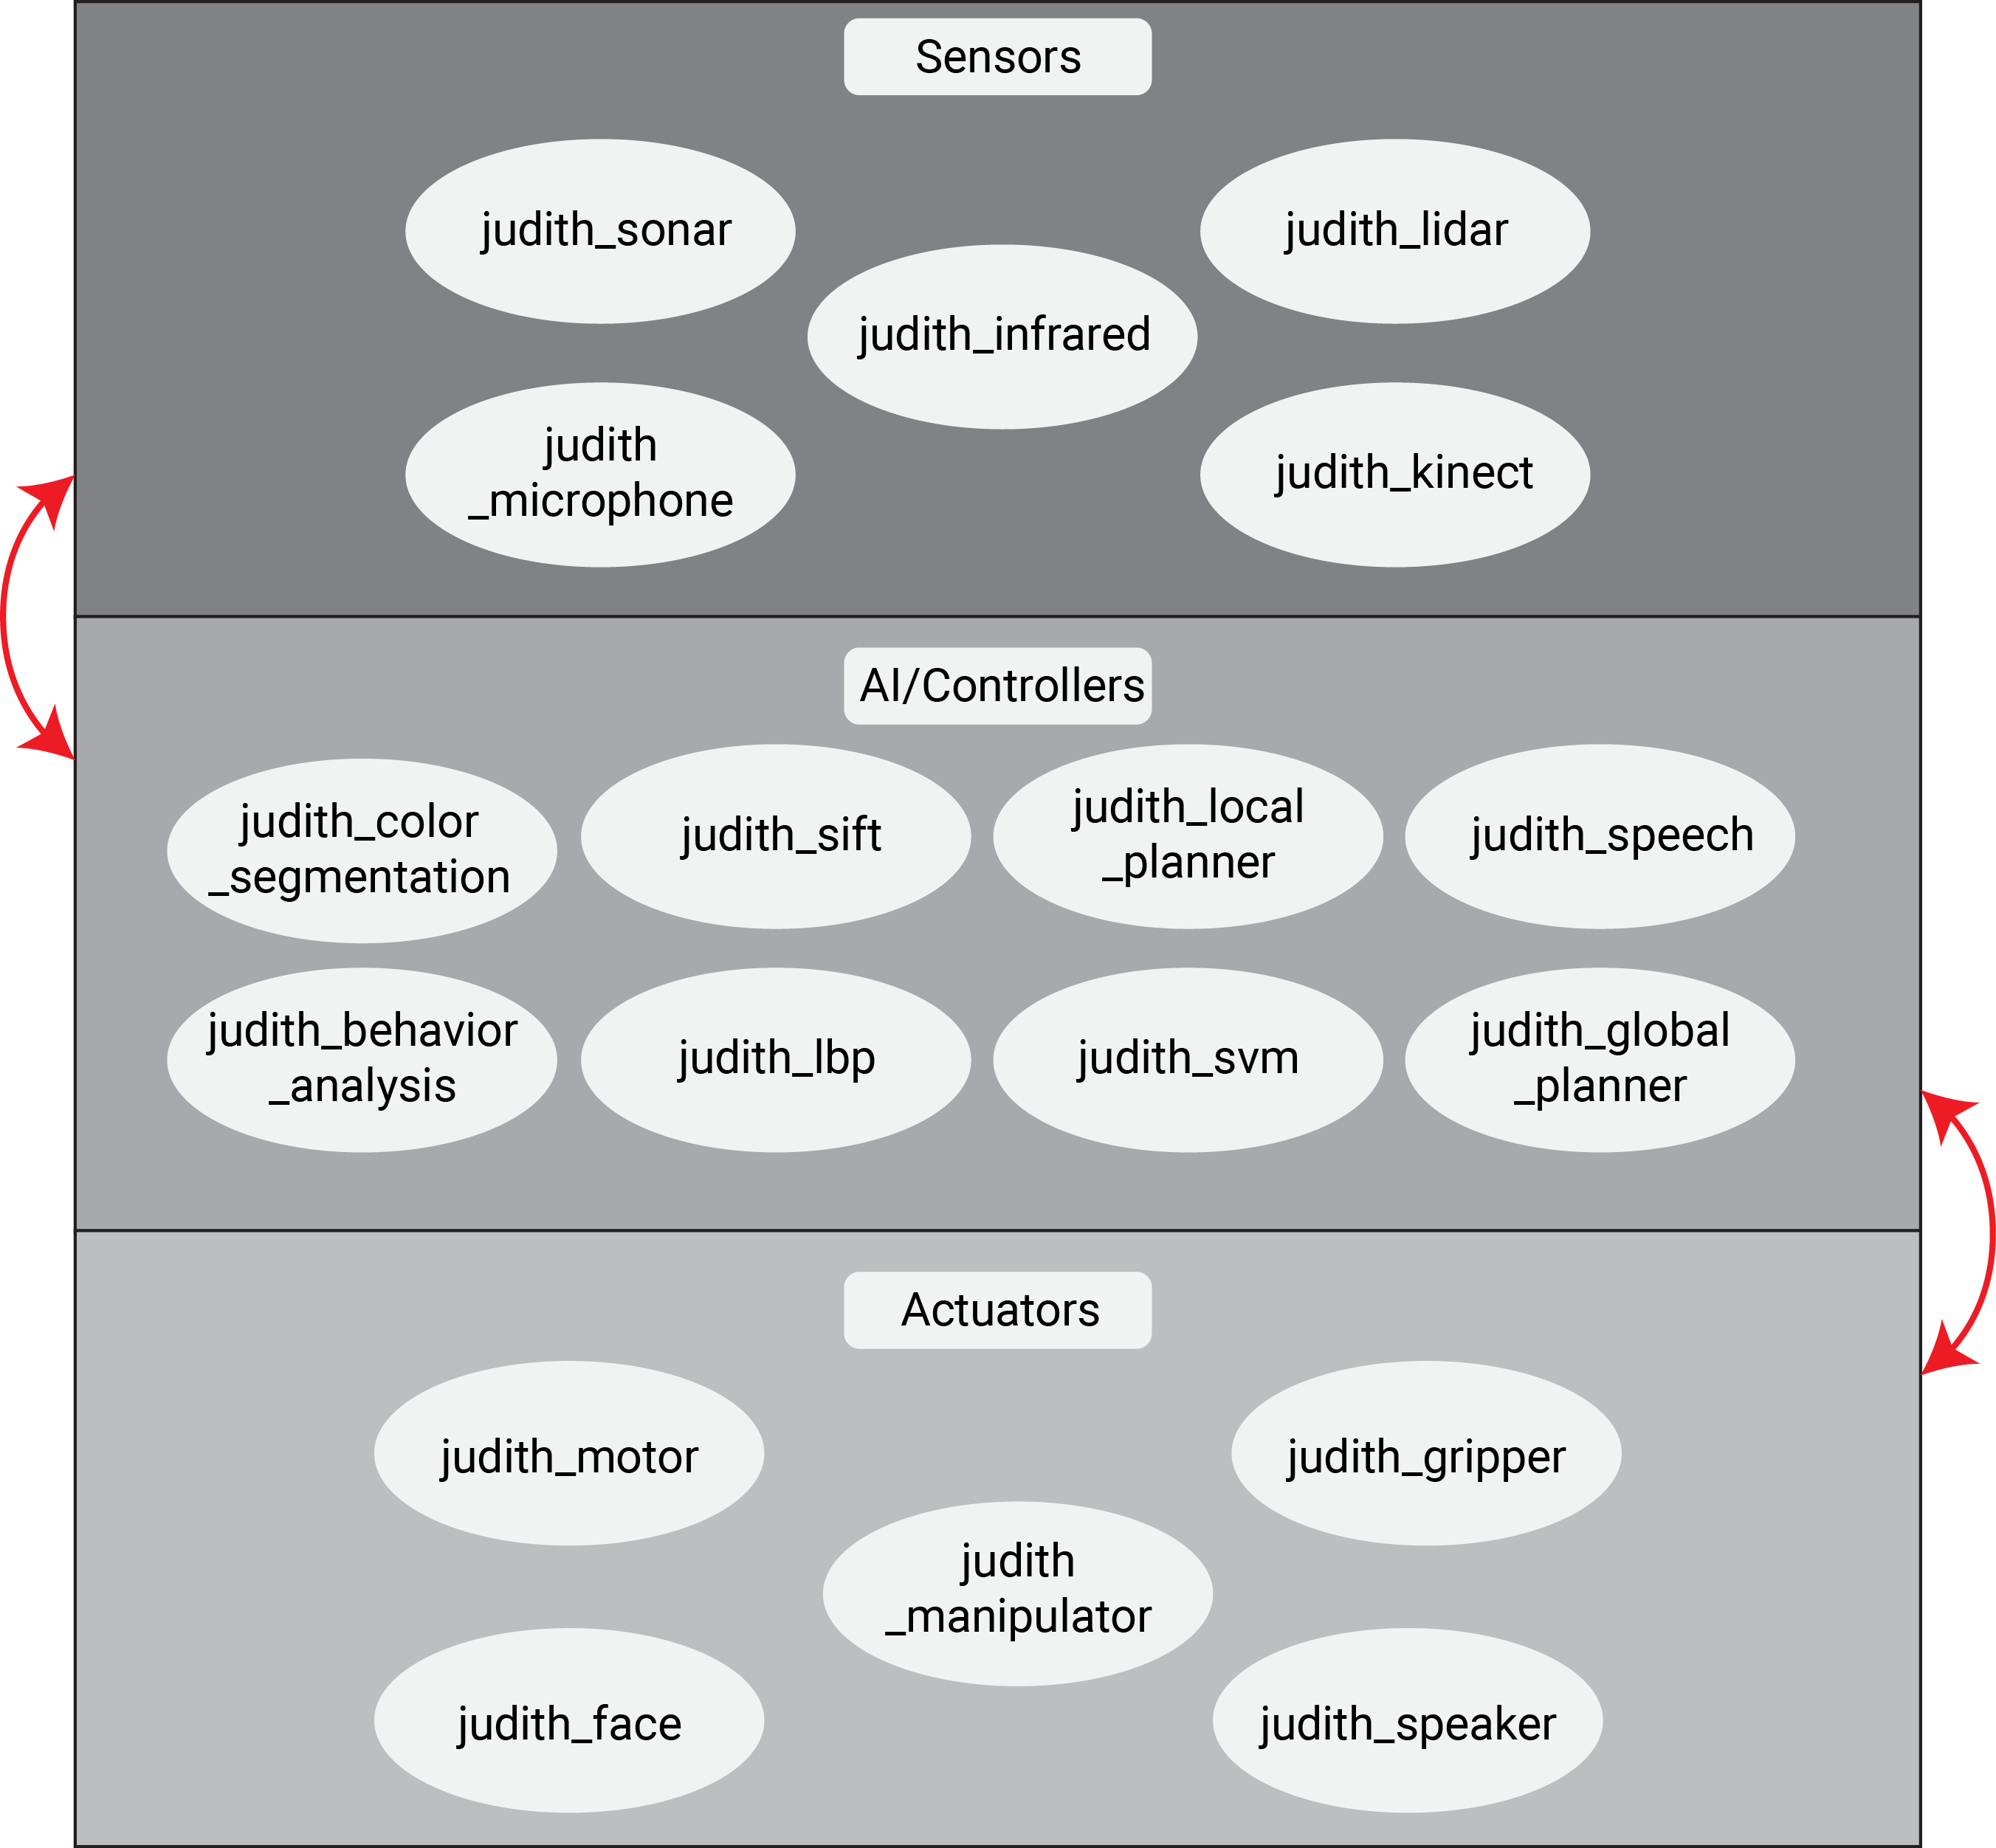 Sensors
judith_sonar
judith_lidar
judith_infrared
judith
_microphone
judith_kinect
AI/Controllers
judith_color
_segmentation
judith_sift
judith_local
_planner
judith_speech
judith_behavior
_analysis
judith_lbp
judith_svm
judith_global
_planner
Actuators
judith_motor
judith_gripper
judith
_manipulator
judith_face
judith_speaker